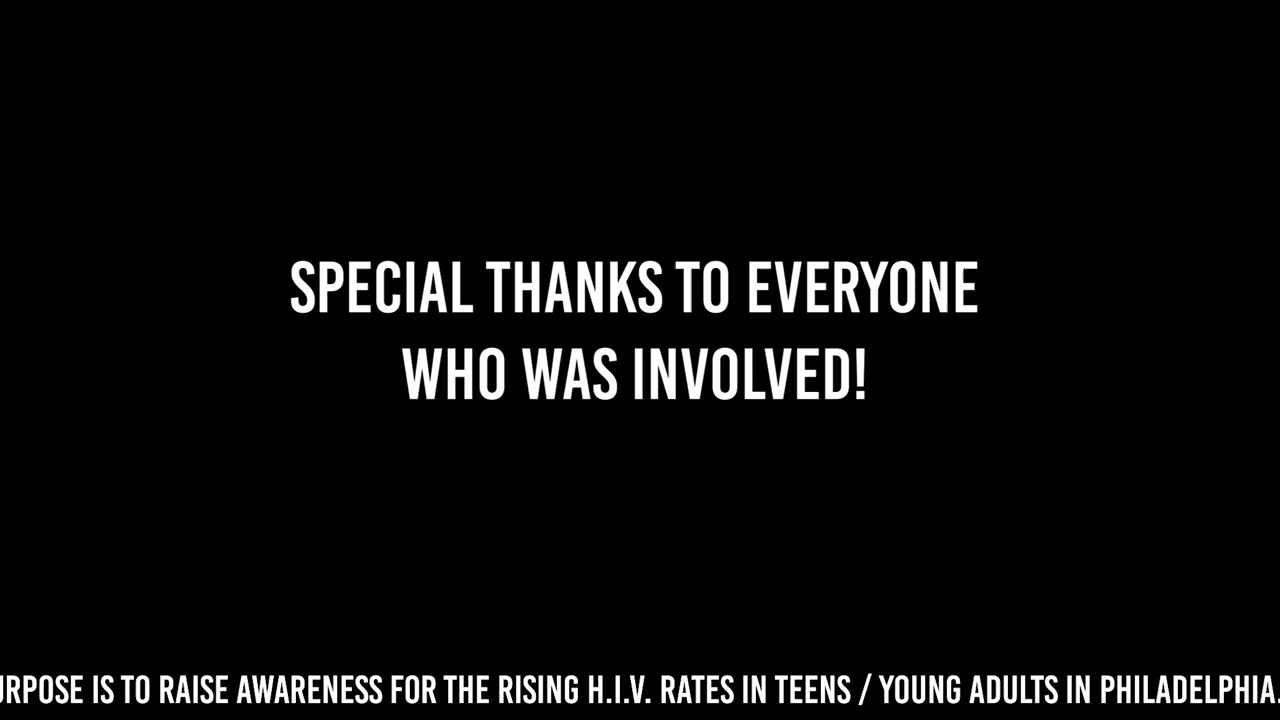 SPECIAL THANKS TO EVERYONE
WHO WAS INVOLVED!
URPOSE IS TO RAISE AWARENESS FOR THE RISING H.I.V. RATES IN TEENS / YOUNG ADULTS IN PHILADELPHIA.